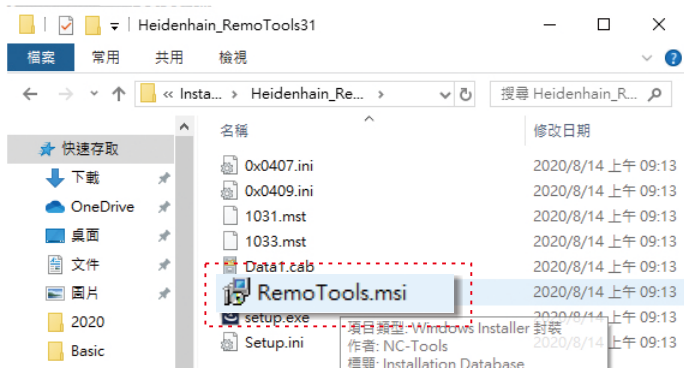 Heidenhain_RemoTools31
檔案 常用 共用 檢視
« Insta... › Heidenhain_Re... › 搜尋 Heidenhain_R...
名稱 修改日期
快速存取
下載
OneDrive
桌面
文件
圖片
2020
Basic
0x0407.ini 2020/8/14 上午 09:13
0x0409.ini 2020/8/14 上午 09:13
1031.mst 2020/8/14 上午 09:13
1033.mst 2020/8/14 上午 09:13
Data1.cab 2020/8/14 上午 09:13
RemoTools.msi 2020/8/14 上午 09:13
setup.exe 2020/8/14 上午 09:13
Setup.ini 2020/8/14 上午 09:13
項目類型: Windows Installer 封裝
作者: NC-Tools
標題: Installation Database